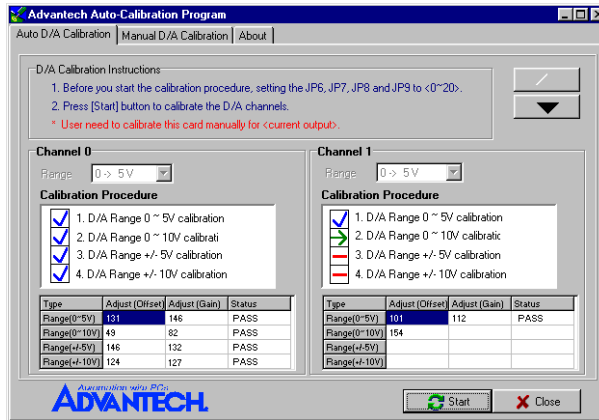 Advantech Auto-Calibration Program
Auto D/A Calibration Manual D/A Calibration About
D/A Calibration Instructions
1. Before you start the calibration procedure, setting the JP6, JP7, JP8 and JP9 to <0~20>.
2. Press [Start] button to calibrate the D/A channels.
* User need to calibrate this card manually for <current output>.
Channel 0
Range 0 -> 5 V
Calibration Procedure
1. D/A Range 0 ~ 5V calibration
2. D/A Range 0 ~ 10V calibrati
3. D/A Range +/- 5V calibration
4. D/A Range +/- 10V calibration
Type Adjust (Offset) Adjust (Gain) Status
Range(0~5V) 131 146 PASS
Range(0~10V) 49 82 PASS
Range(+/-5V) 146 132 PASS
Range(+/-10V) 124 127 PASS
Channel 1
Range 0 -> 5 V
Calibration Procedure
1. D/A Range 0 ~ 5V calibration
2. D/A Range 0 ~ 10V calibratic
3. D/A Range +/- 5V calibration
4. D/A Range +/- 10V calibration
Type Adjust (Offset) Adjust (Gain) Status
Range(0~5V) 101 112 PASS
Range(0~10V) 154
Range(+/-5V)
Range(+/-10V)
Automation with PCs
ADVANTECH.
Start Close